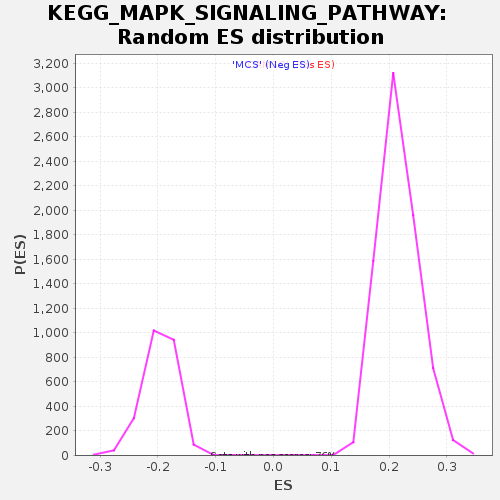 KEGG_MAPK_SIGNALING_PATHWAY:
Random ES distribution
'MCS' (Neg ES)s ES)
3,200
3,000
2,800
2,600
2,400
2,200
2,000
1,800
1,600
1,400
1,200
1,000
800
600
400
200
0
P(ES)
-0.3 -0.2 -0.1 0.0 0.1 0.2 0.3
ES